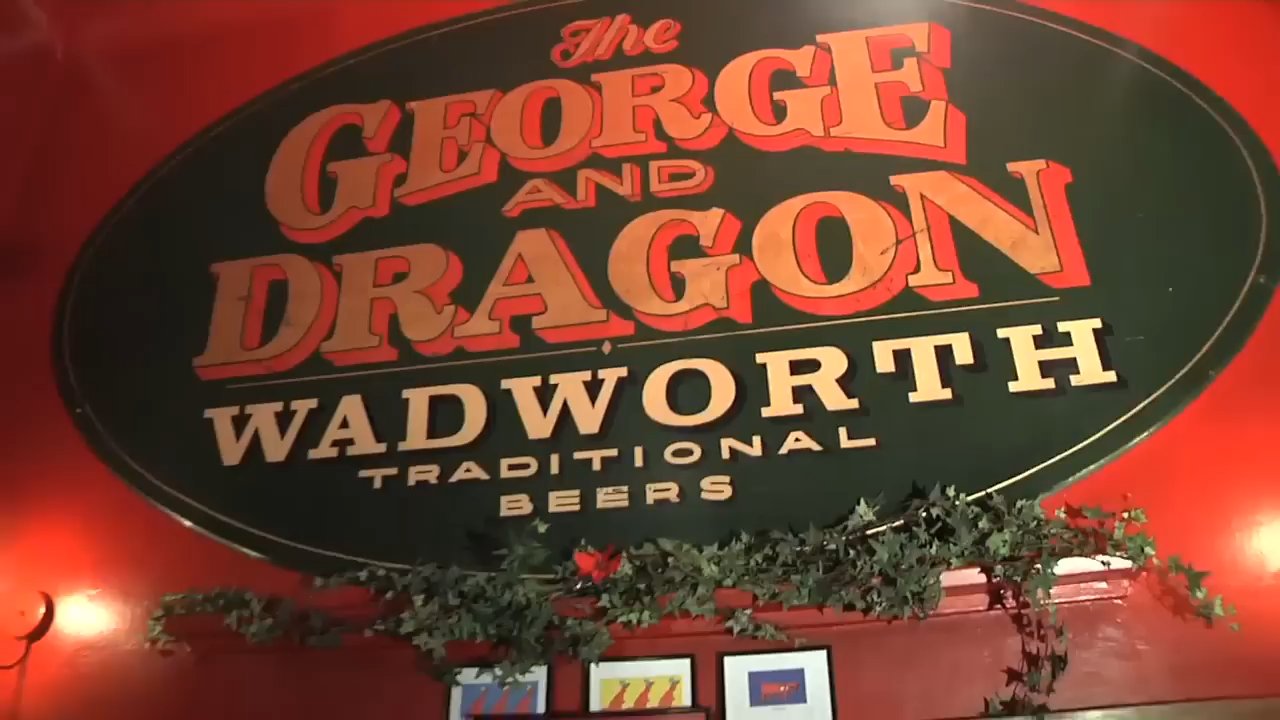 The
GEORGE
AND
DRAGON
WADWORTH
TRADITIONAL
BEERS